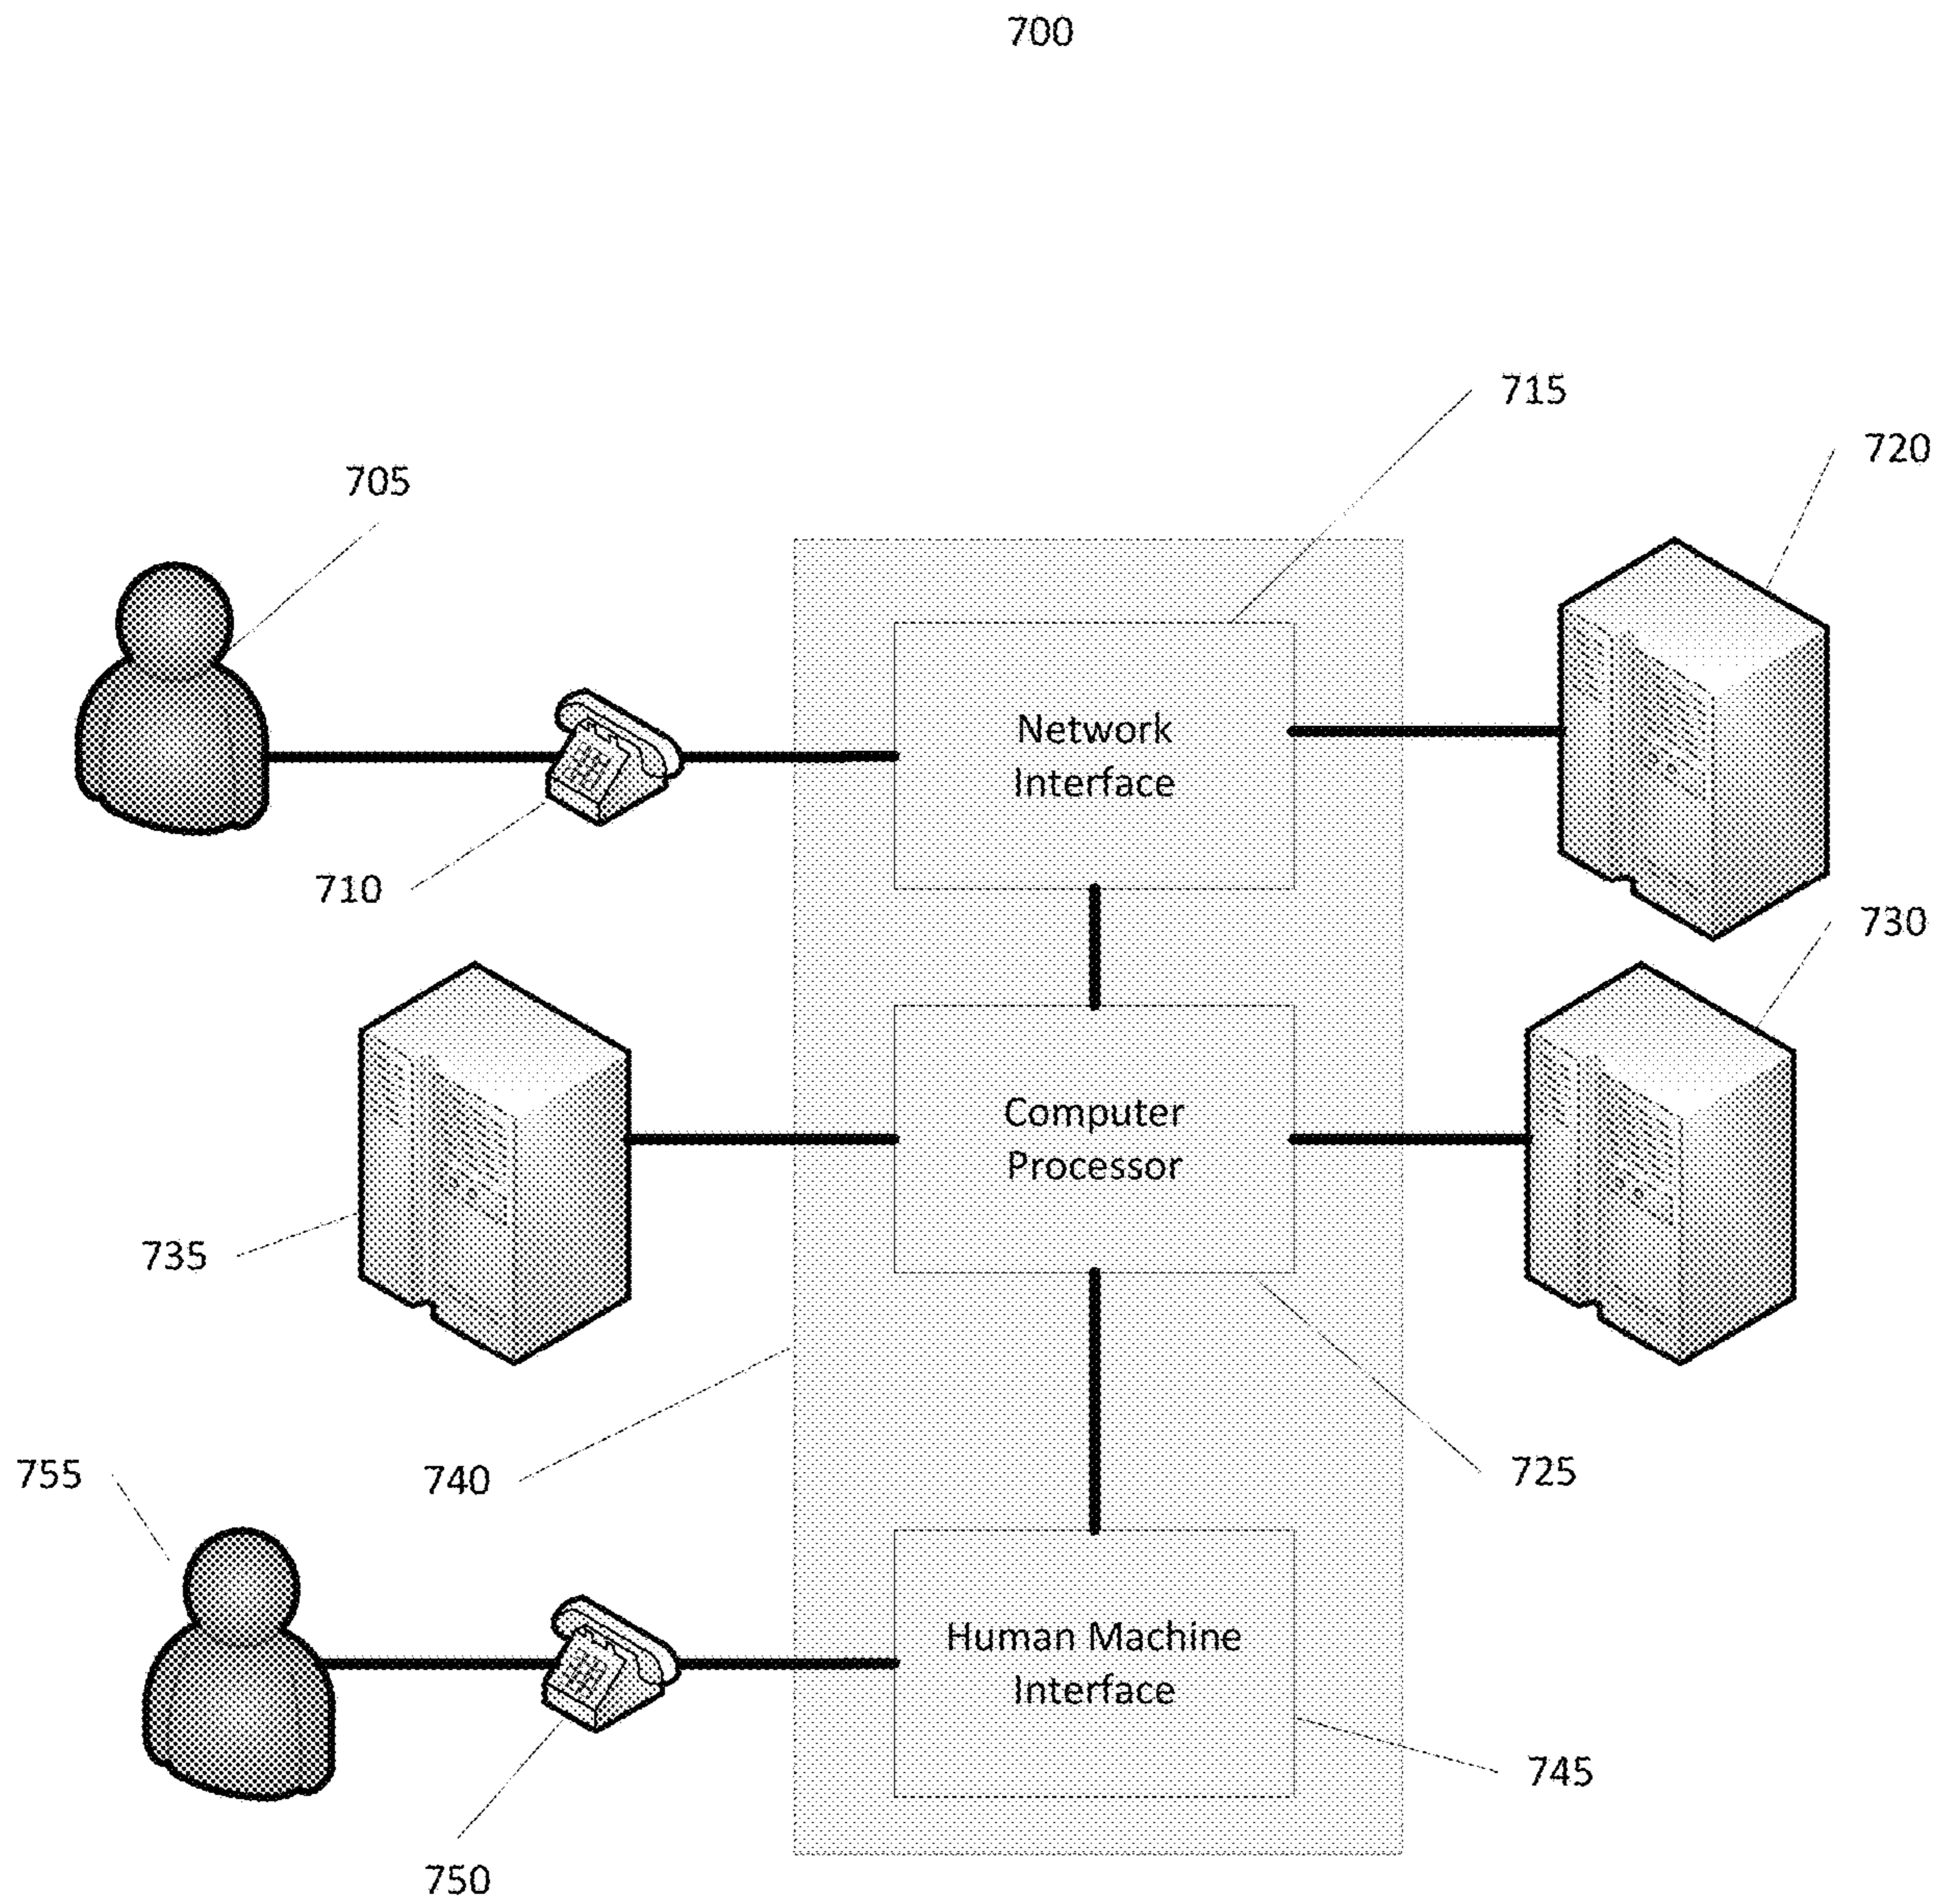 700
715
720
705
Network
Interface
710
730
Computer
Processor
735
740
725
755
Human Machine
Interface
745
750